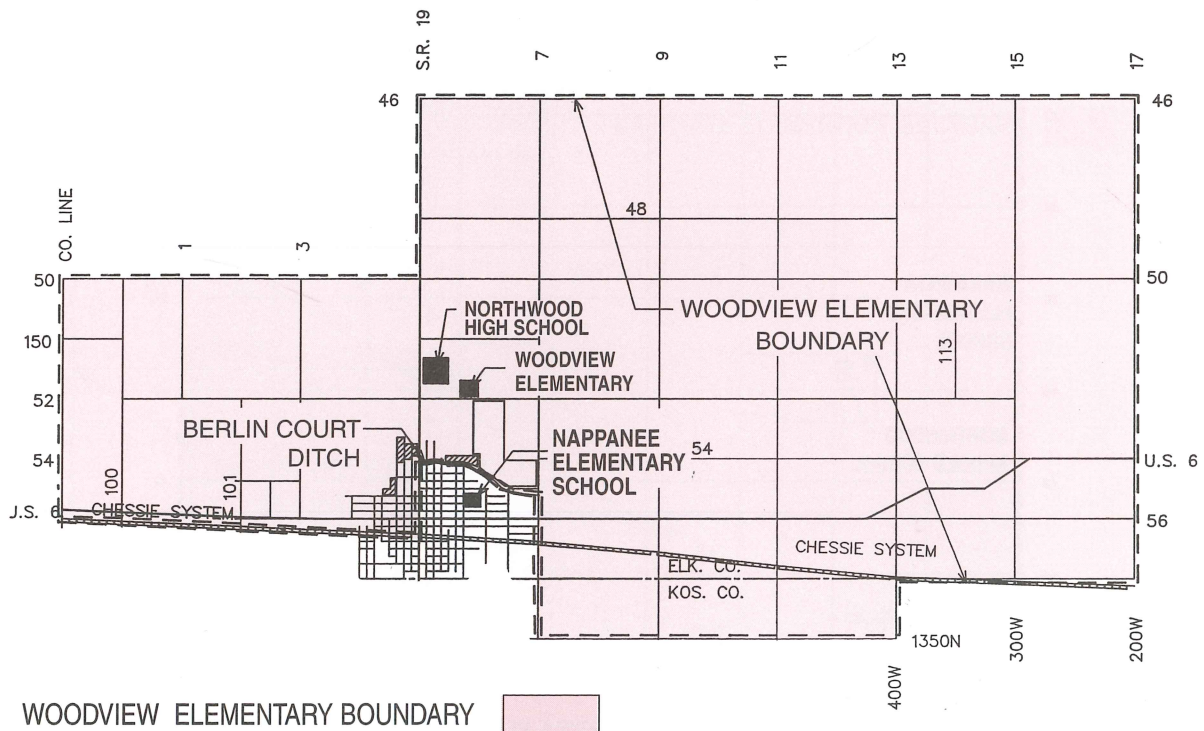 S.R. 19
7
9
11
13
15
17
46
46
CO. LINE
1
3
48
50
50
NORTHWOOD
HIGH SCHOOL
WOODVIEW ELEMENTARY
BOUNDARY
150
113
WOODVIEW
ELEMENTARY
52
BERLIN COURT
DITCH
NAPPANEE
ELEMENTARY
SCHOOL
54
54
U.S. 6
100
101
J.S. 6
CHESSIE SYSTEM
56
CHESSIE SYSTEM
ELK. CO.
KOS. CO.
1350N
400W
300W
200W
WOODVIEW ELEMENTARY BOUNDARY